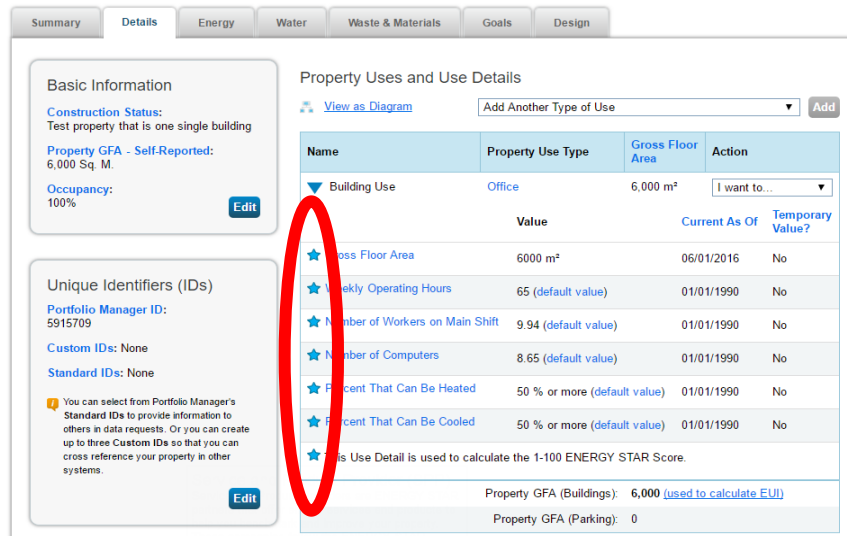 Summary Details Energy Water Waste & Materials Goals Design
Basic Information
Construction Status:
Test property that is one single building
Property GFA - Self-Reported:
6,000 Sq. M.
Occupancy:
100%
Edit
Unique Identifiers (IDs)
Portfolio Manager ID:
5915709
Custom IDs: None
Standard IDs: None
You can select from Portfolio Manager's
Standard IDs to provide information to
others in data requests. Or you can create
up to three Custom IDs so that you can
cross reference your property in other
systems.
Edit
Property Uses and Use Details
View as Diagram Add Another Type of Use Add
Name Property Use Type Gross Floor Area Action
Building Use Office 6,000 m² I want to...
Value Current As Of Temporary Value?
Gross Floor Area 6000 m² 06/01/2016 No
Weekly Operating Hours 65 (default value) 01/01/1990 No
Number of Workers on Main Shift 9.94 (default value) 01/01/1990 No
Number of Computers 8.65 (default value) 01/01/1990 No
Percent That Can Be Heated 50 % or more (default value) 01/01/1990 No
Percent That Can Be Cooled 50 % or more (default value) 01/01/1990 No
This Use Detail is used to calculate the 1-100 ENERGY STAR Score.
Property GFA (Buildings): 6,000 (used to calculate EUI)
Property GFA (Parking): 0